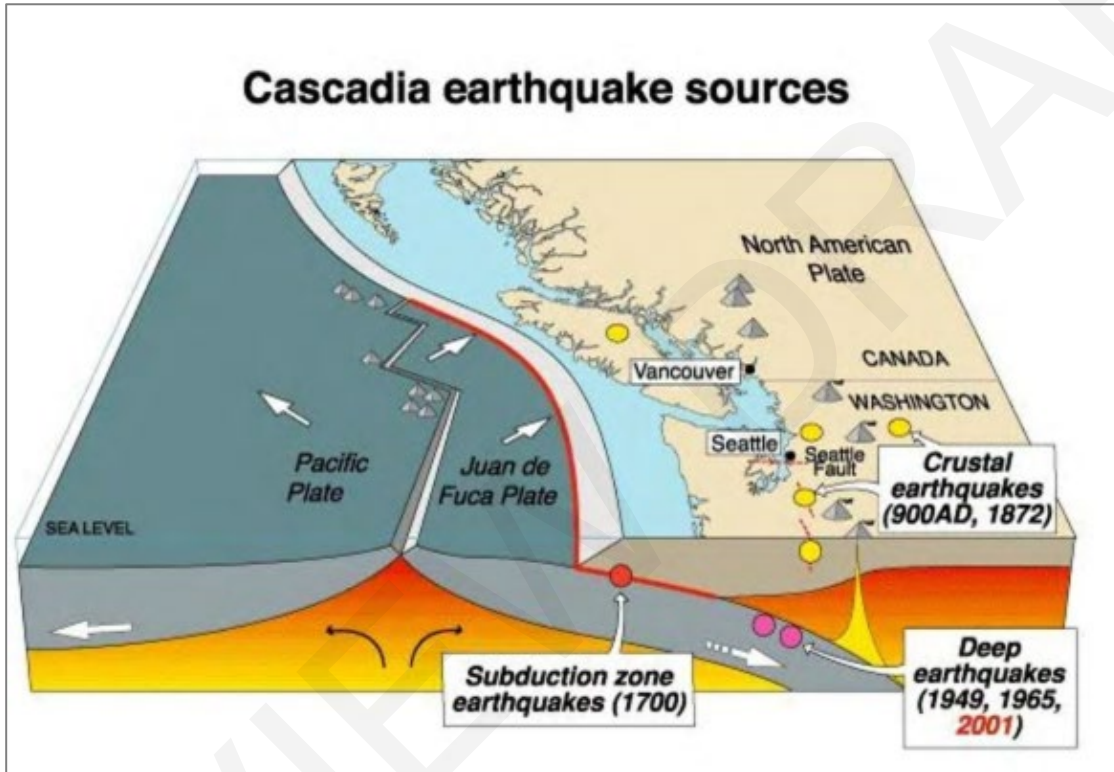 Cascadia earthquake sources
North American
Plate
CANADA
Vancouver
WASHINGTON
Seattle
Seattle
Fault
Crustal
earthquakes
(900AD, 1872)
Pacific
Plate
Juan de
Fuca Plate
SEA LEVEL
Subduction zone
earthquakes (1700)
Deep
earthquakes
(1949, 1965,
2001)